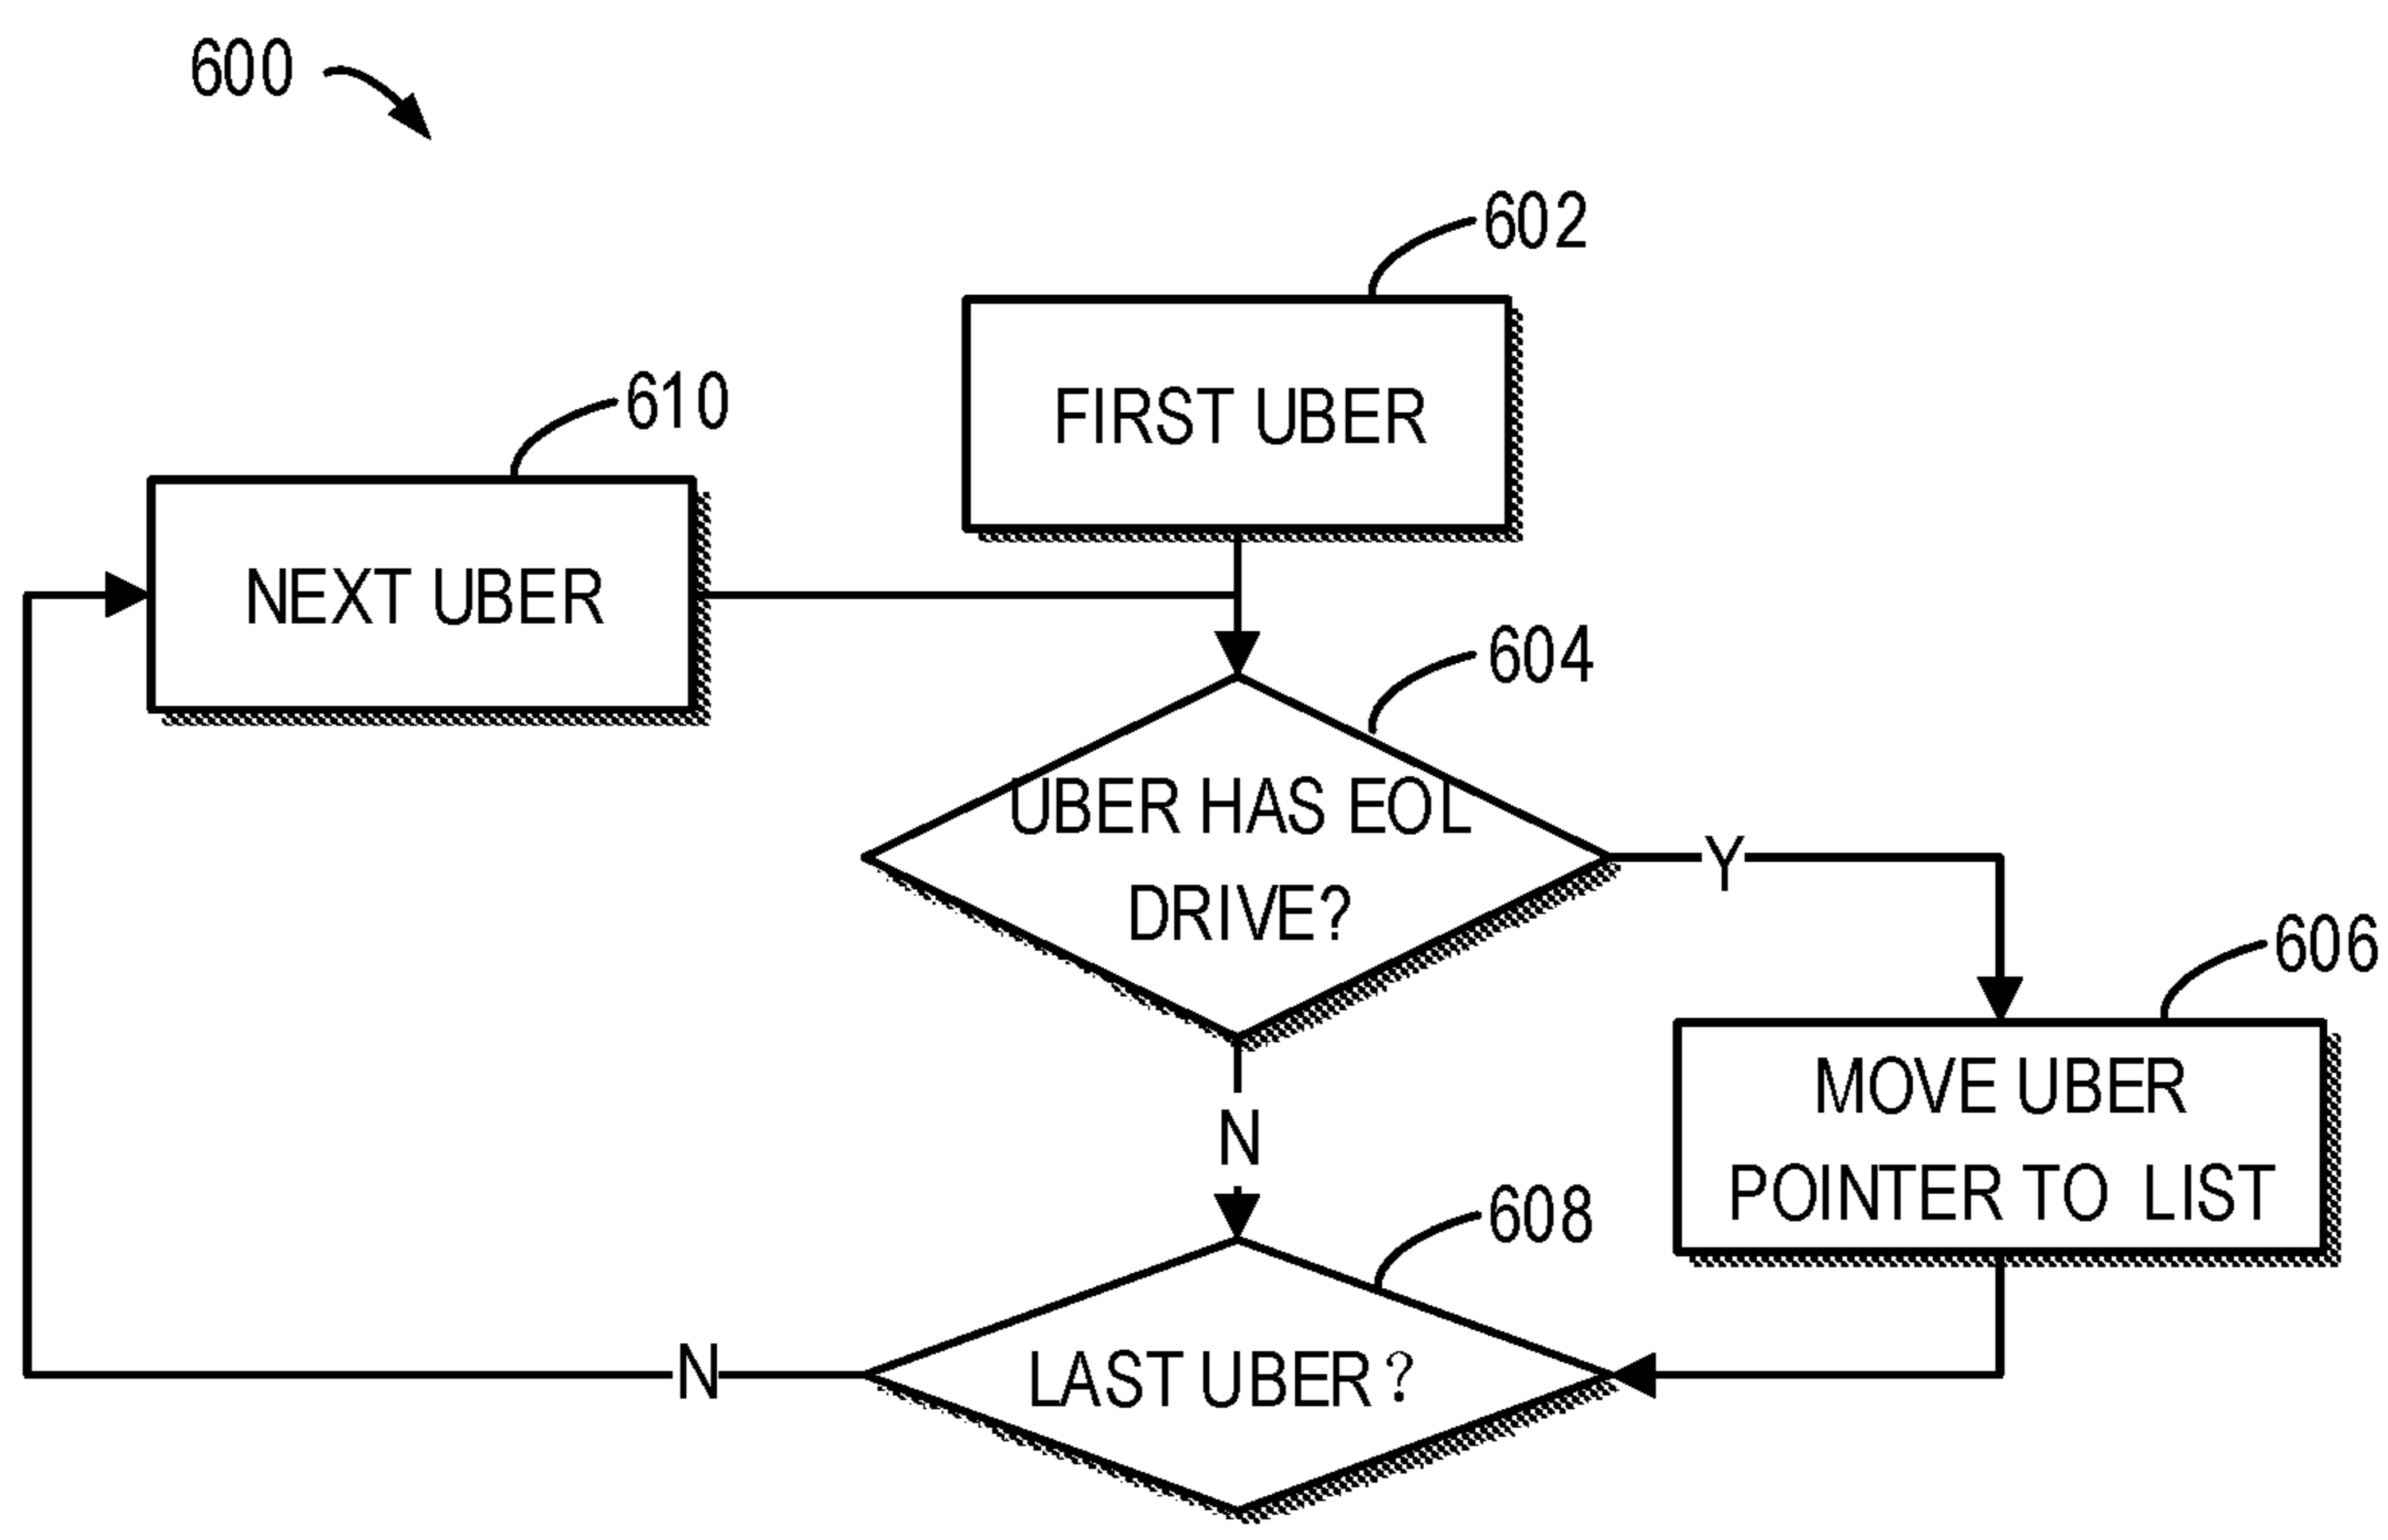 600
602
FIRST UBER
610
NEXT UBER
604
UBER HAS EOL
DRIVE?
Y
606
MOVE UBER
POINTER TO LIST
N
608
LAST UBER?
N